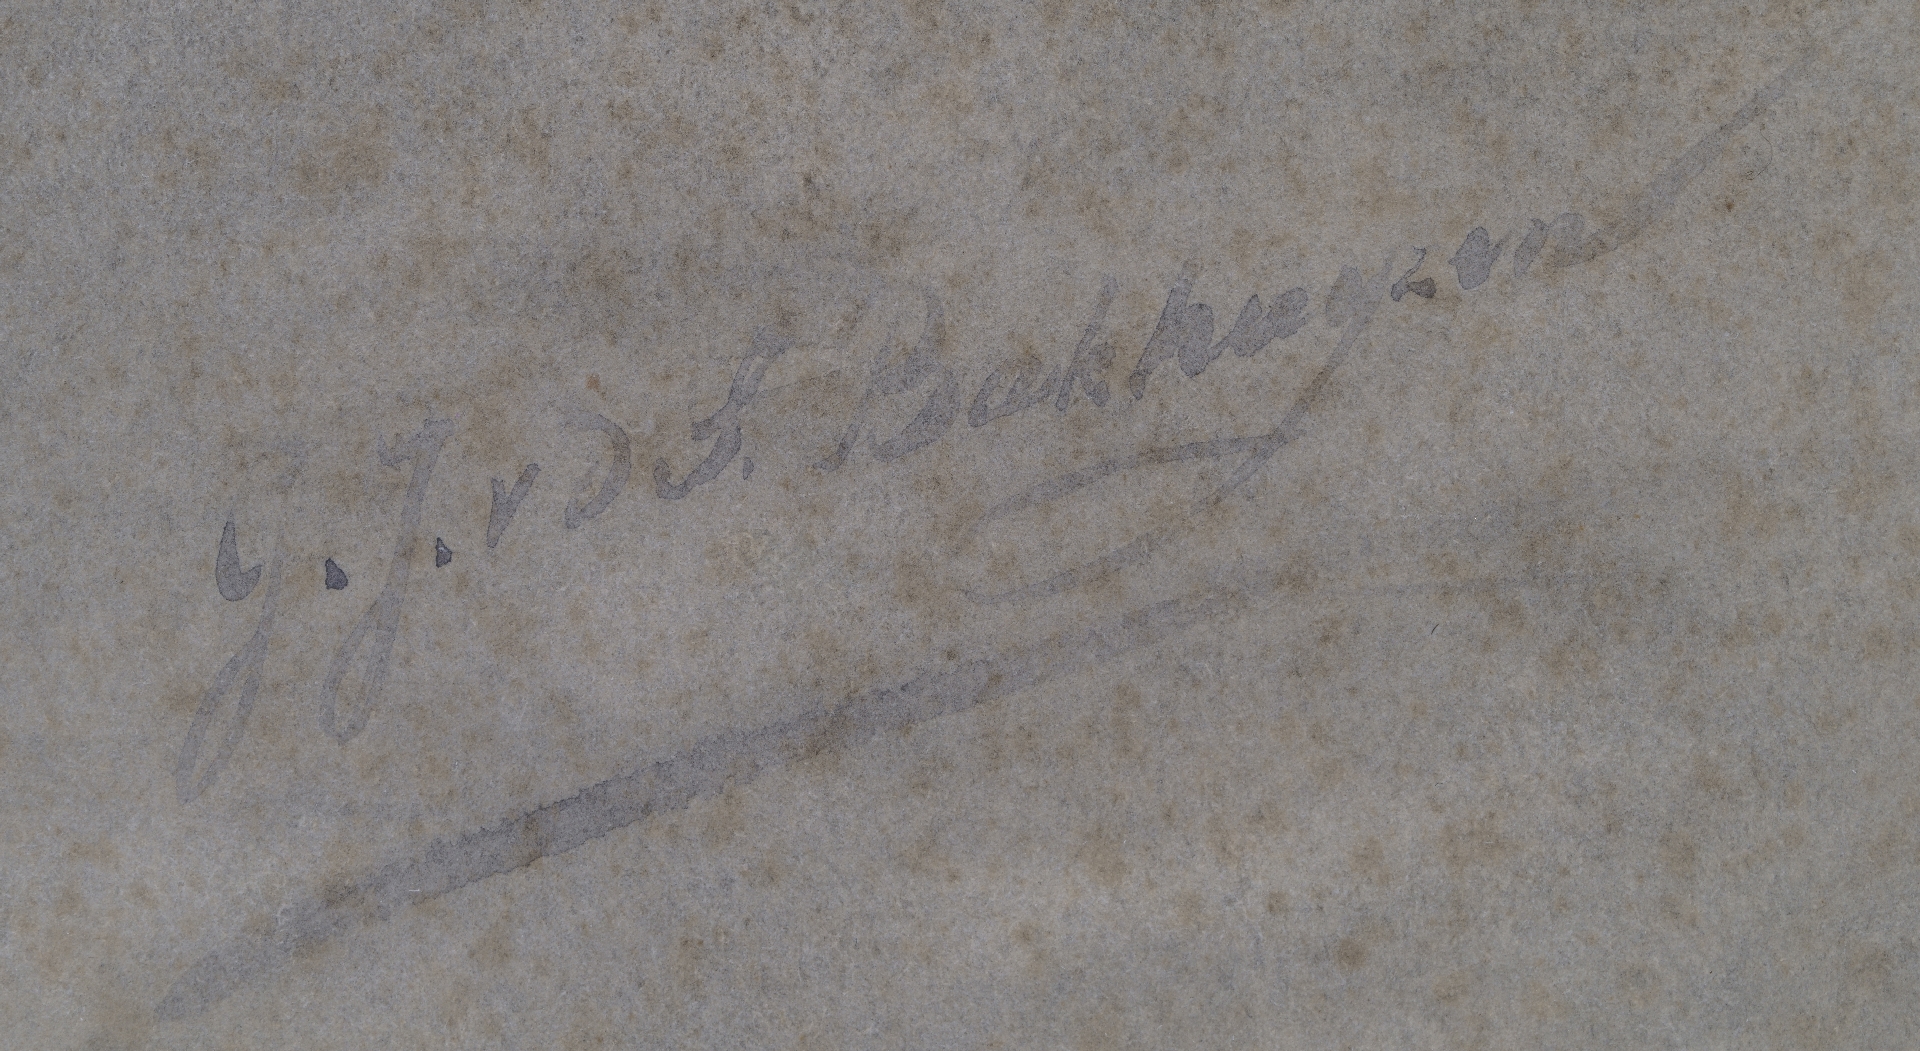 G. J. v d S. Bakhuyzen